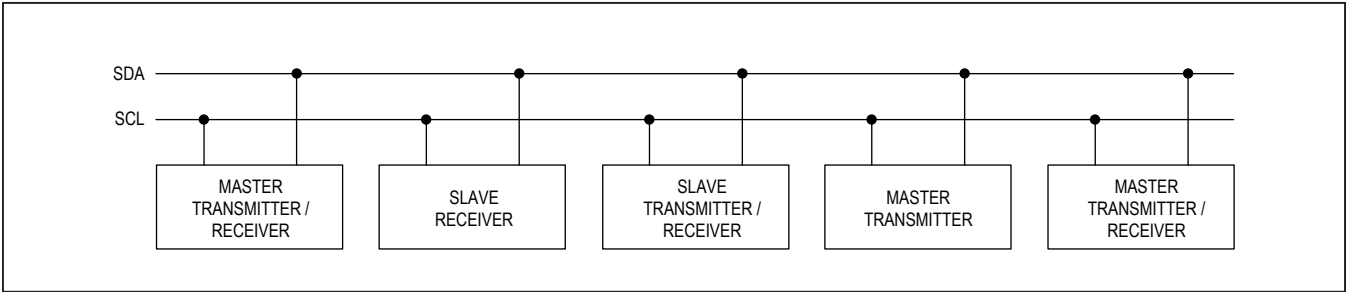 SDA
SCL
MASTER
TRANSMITTER /
RECEIVER
SLAVE
RECEIVER
SLAVE
TRANSMITTER /
RECEIVER
MASTER
TRANSMITTER
MASTER
TRANSMITTER /
RECEIVER